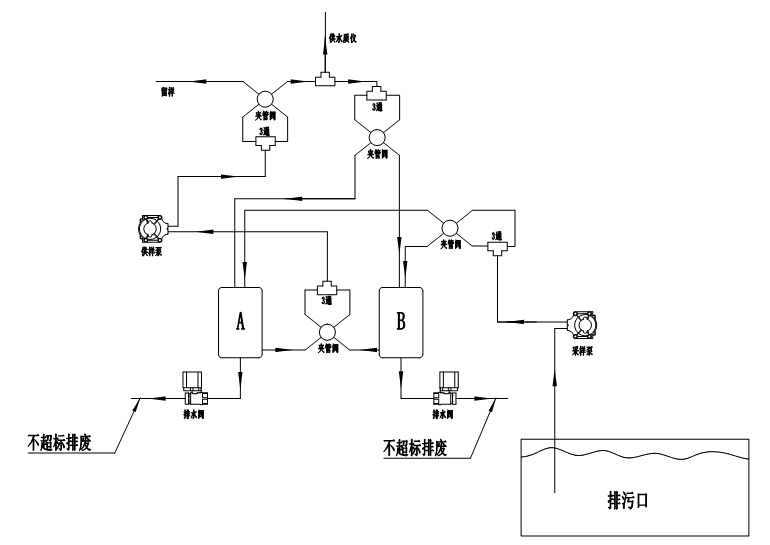 供水质仪
留样
夹管阀
3通
3通
夹管阀
供样泵
3通
夹管阀
3通
A
B
夹管阀
采样泵
排水阀
排水阀
不超标排废
不超标排废
排污口